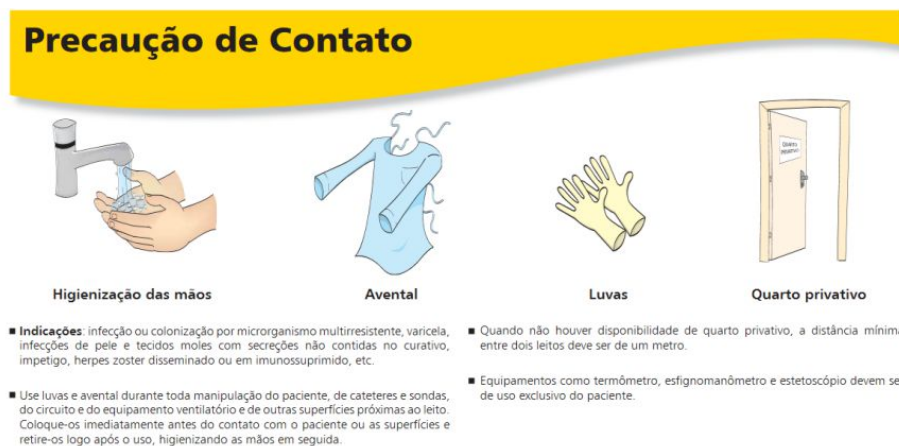 Precaução de Contato
QUARTO
PRIVATIVO
Higienização das mãos
Avental
Luvas
Quarto privativo
■ Indicações: infecção ou colonização por microrganismo multirresistente, varicela,
infecções de pele e tecidos moles com secreções não contidas no curativo,
impetigo, herpes zoster disseminado ou em imunossuprimido, etc.
■ Use luvas e avental durante toda manipulação do paciente, de cateteres e sondas,
do circuito e do equipamento ventilatório e de outras superfícies próximas ao leito.
Coloque-os imediatamente antes do contato com o paciente ou as superfícies e
retire-os logo após o uso, higienizando as mãos em seguida.
■ Quando não houver disponibilidade de quarto privativo, a distância mínima
entre dois leitos deve ser de um metro.
■ Equipamentos como termômetro, esfignomanômetro e estetoscópio devem se
de uso exclusivo do paciente.